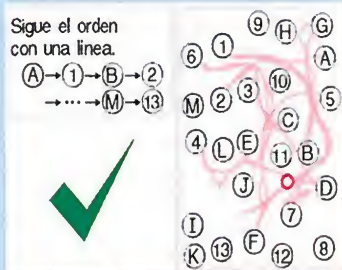 Sigue el orden
con una linea.
A→1→B→2
→···→M→13
9 H G
6 1 A
3 10 5
M 2 C
4 L E 11 B
J D
7
I
K 13 F 12 8